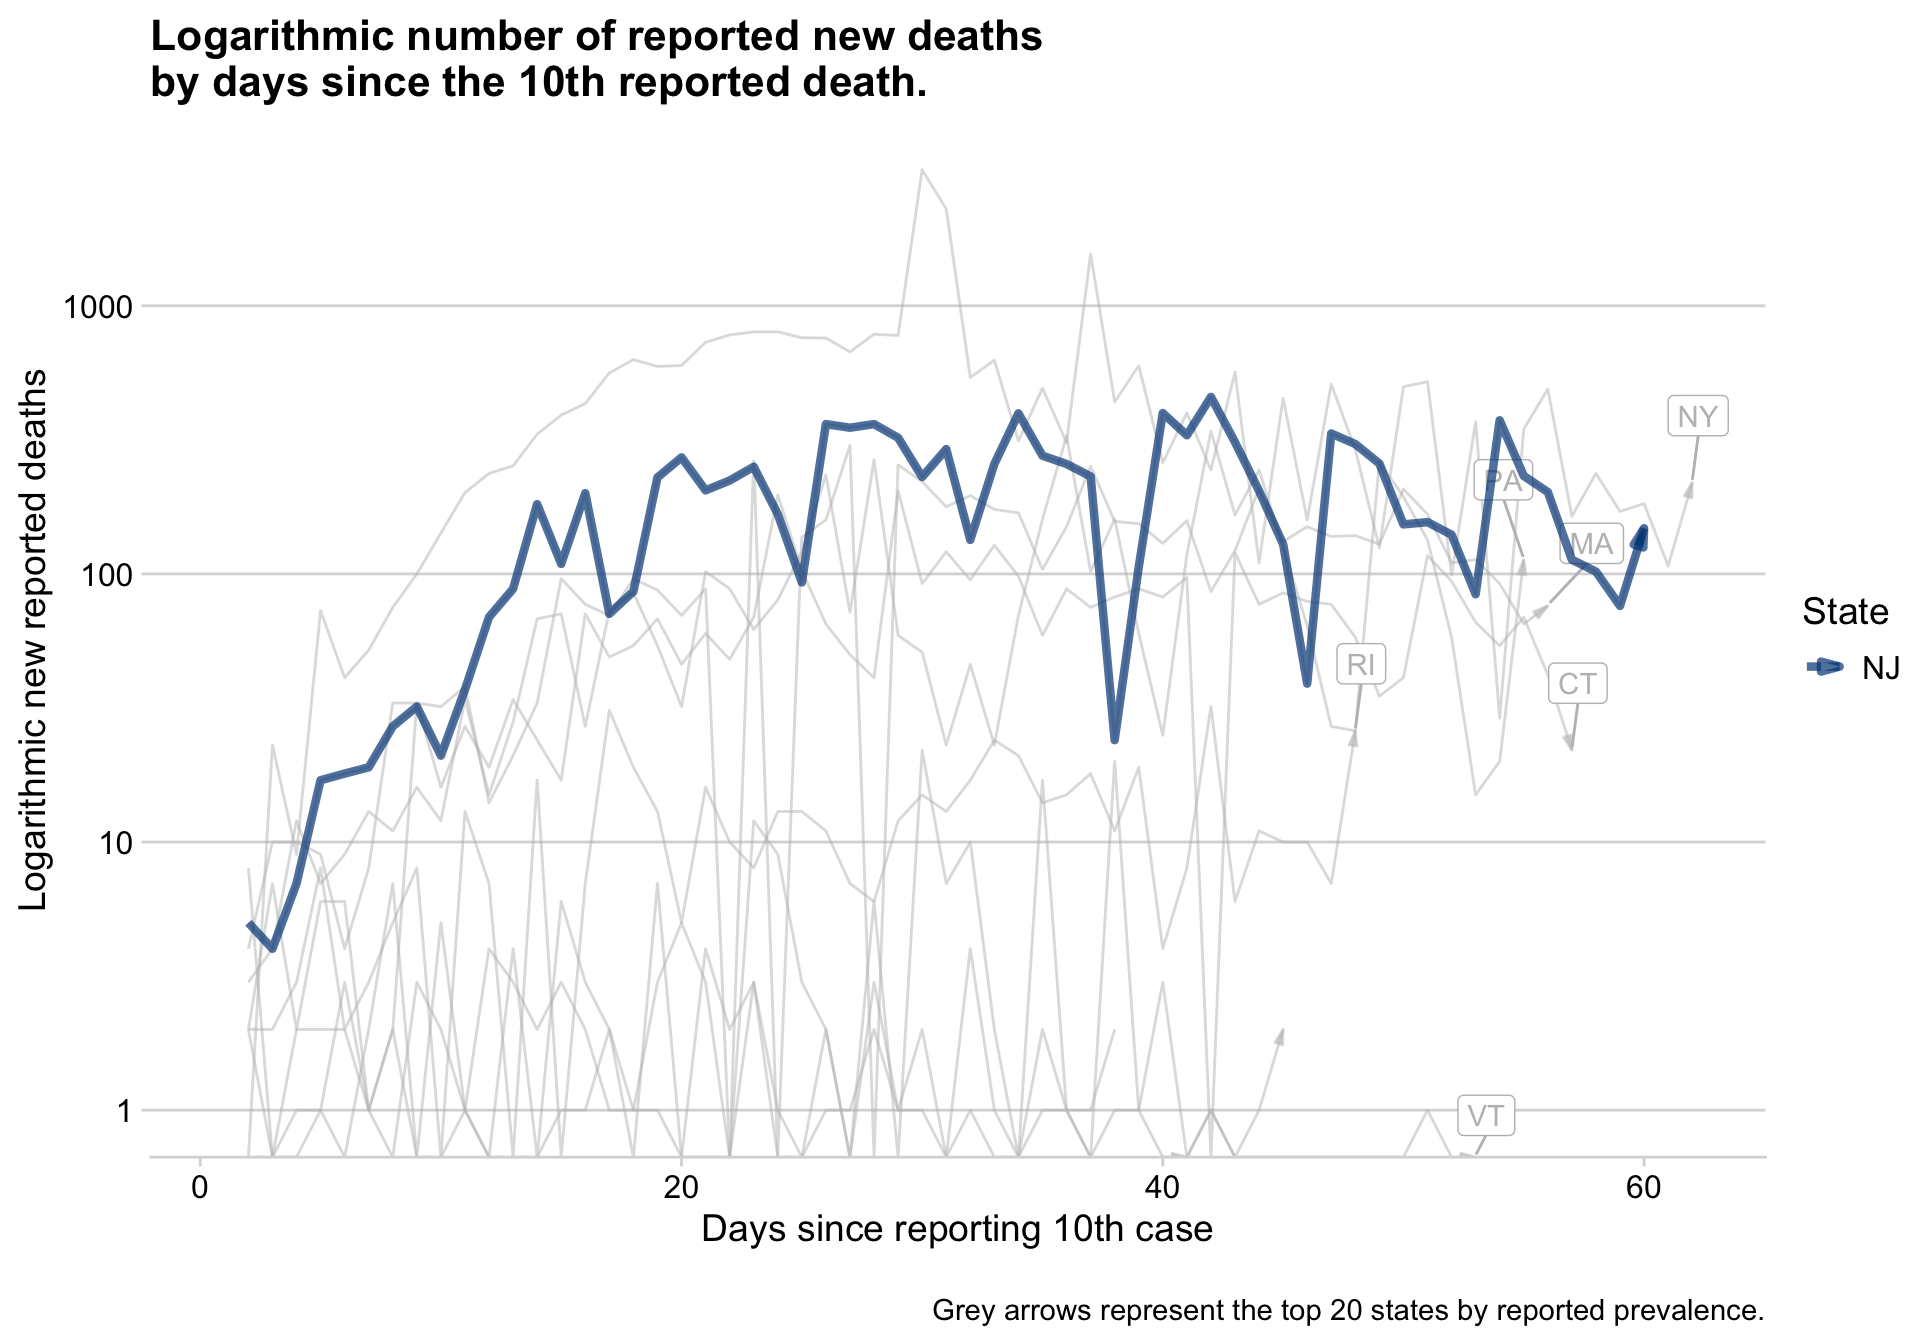 Logarithmic number of reported new deaths
by days since the 10th reported death.
Logarithmic new reported deaths
1000
100
10
1
NY
PA
MA
RI
CT
VT
State
NJ
0
20
40
60
Days since reporting 10th case
Grey arrows represent the top 20 states by reported prevalence.